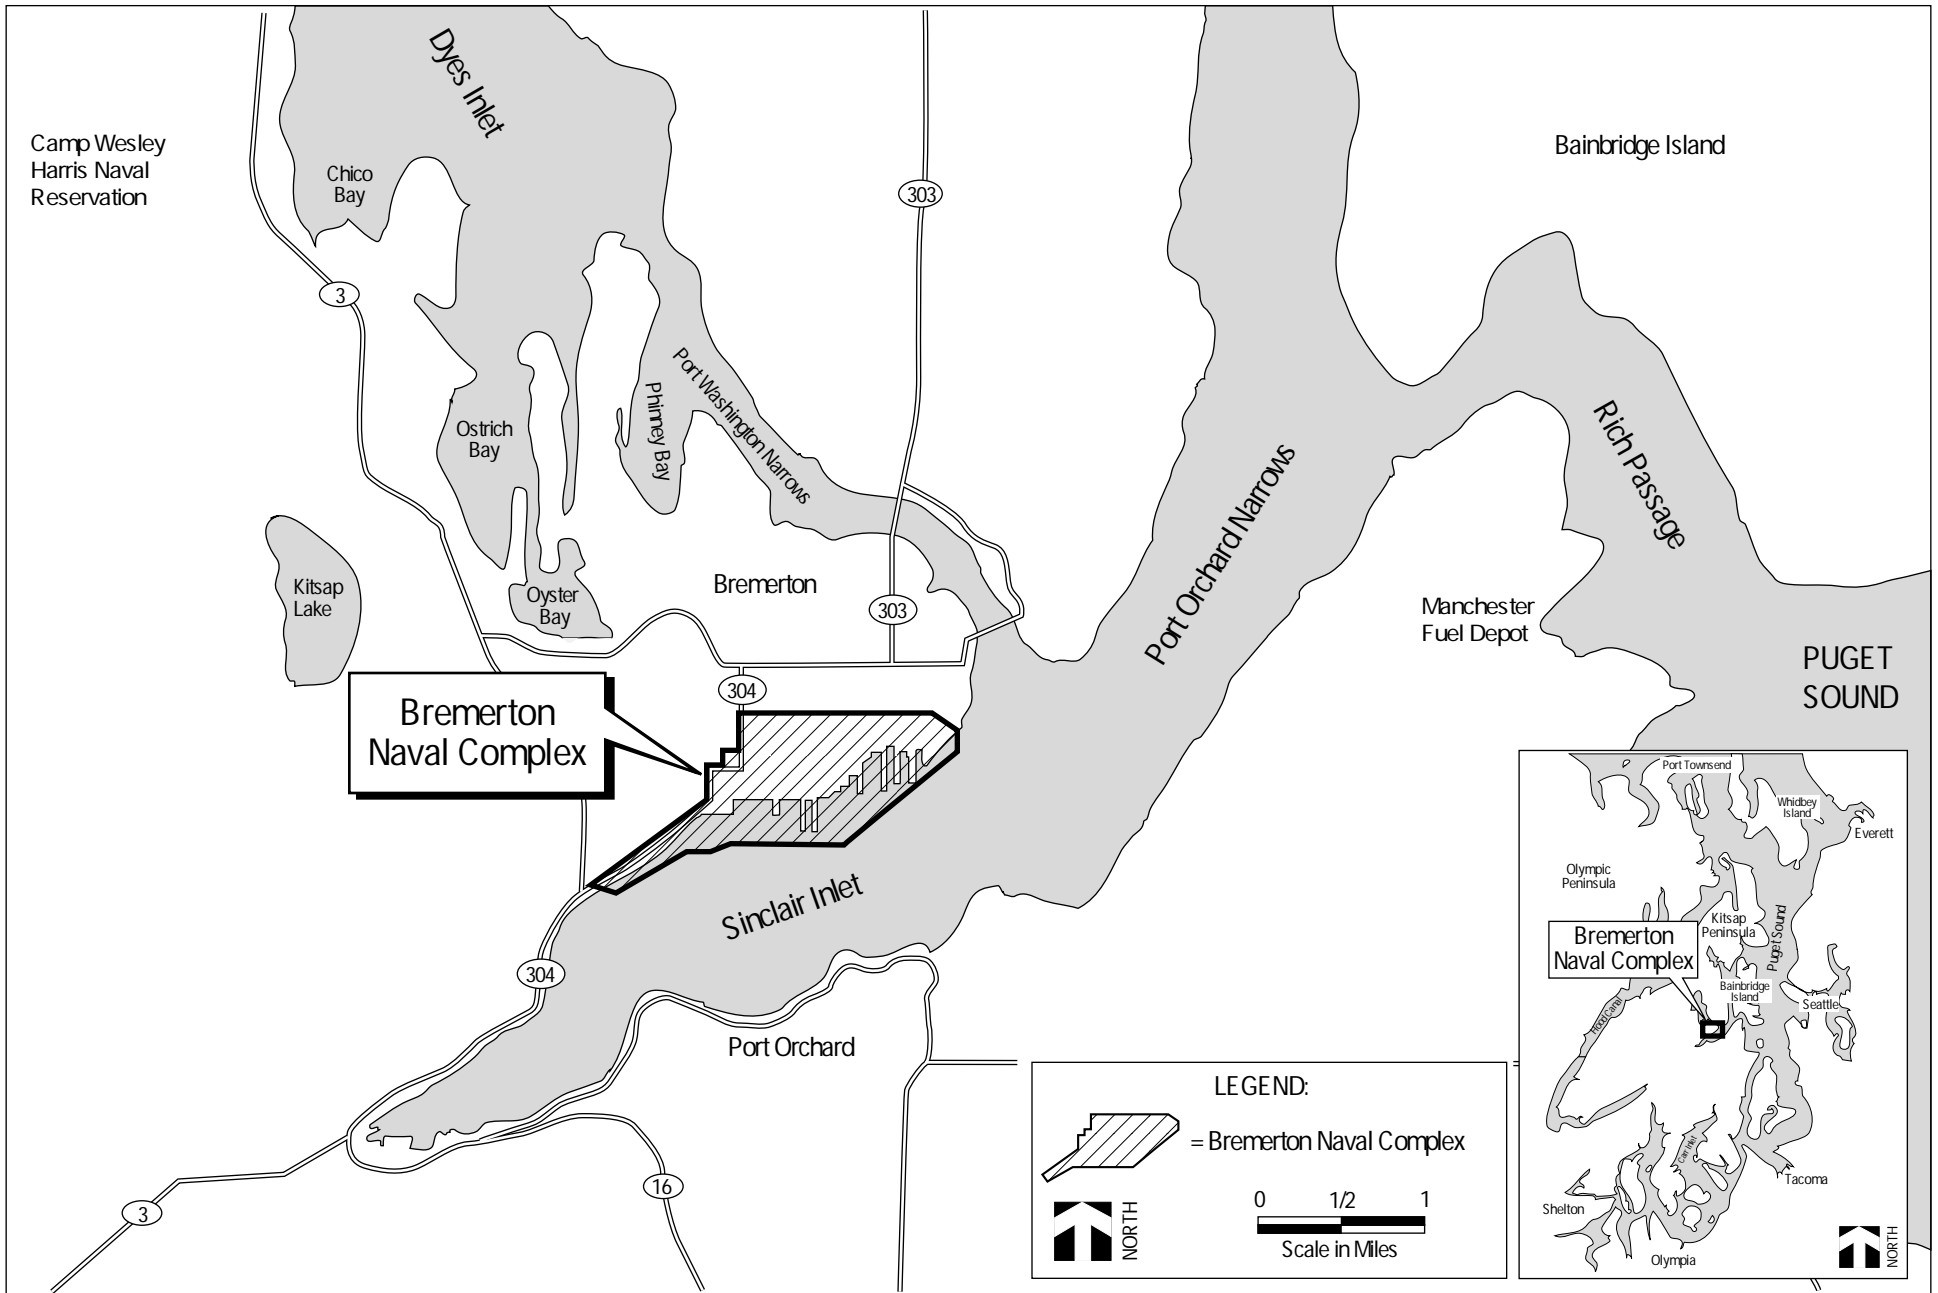 Dyes Inlet
Camp Wesley
Harris Naval
Reservation
Chico
Bay
303
Bainbridge Island
3
Port Washington Narrows
Phinney Bay
Ostrich
Bay
Rich Passage
Port Orchard Narrows
Kitsap
Lake
Oyster
Bay
Bremerton
303
Manchester
Fuel Depot
PUGET
SOUND
304
Bremerton
Naval Complex
Sinclair Inlet
304
Port Orchard
16
3
LEGEND:
= Bremerton Naval Complex
NORTH
0 1/2 1
Scale in Miles
Port Townsend
Whidbey
Island
Everett
Olympic
Peninsula
Kitsap
Peninsula
Puget Sound
Bremerton
Naval Complex
Bainbridge
Island
Seattle
Hood Canal
Carr Inlet
Tacoma
Shelton
Olympia
NORTH